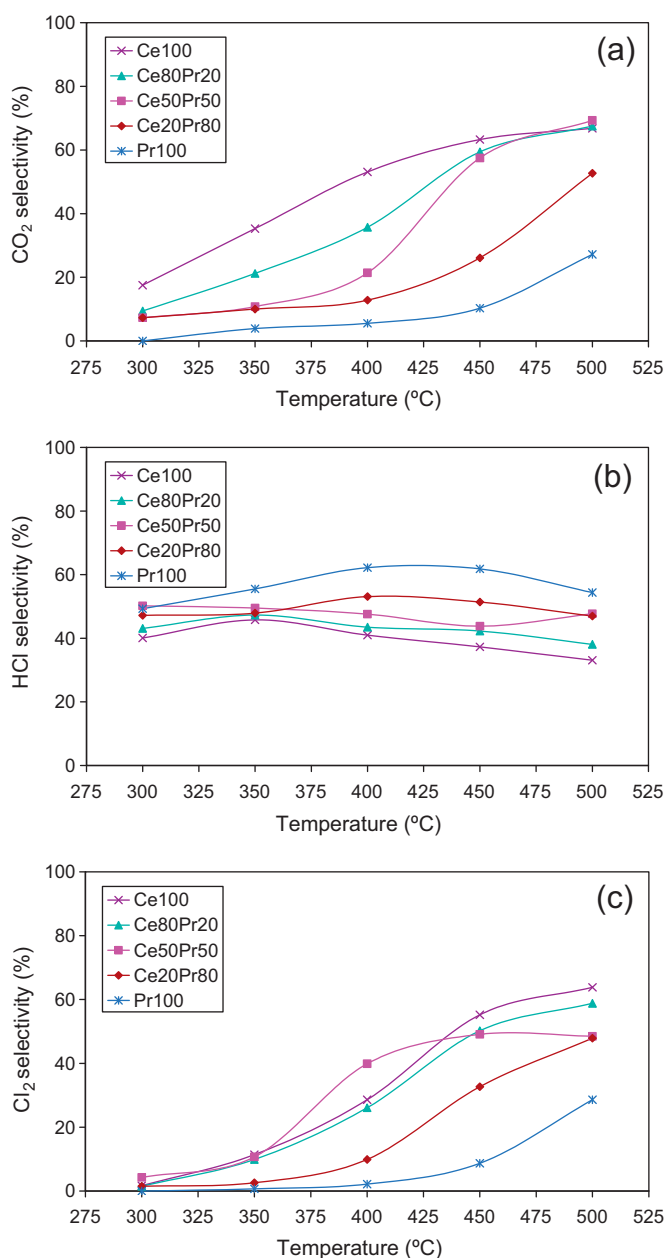 (a)
Ce100
Ce80Pr20
Ce50Pr50
Ce20Pr80
Pr100
CO₂ selectivity (%)
100
80
60
40
20
0
275 300 325 350 375 400 425 450 475 500 525
Temperature (ºC)
(b)
Ce100
Ce80Pr20
Ce50Pr50
Ce20Pr80
Pr100
HCl selectivity (%)
100
80
60
40
20
0
275 300 325 350 375 400 425 450 475 500 525
Temperature (ºC)
(c)
Ce100
Ce80Pr20
Ce50Pr50
Ce20Pr80
Pr100
Cl₂ selectivity (%)
100
80
60
40
20
0
275 300 325 350 375 400 425 450 475 500 525
Temperature (ºC)